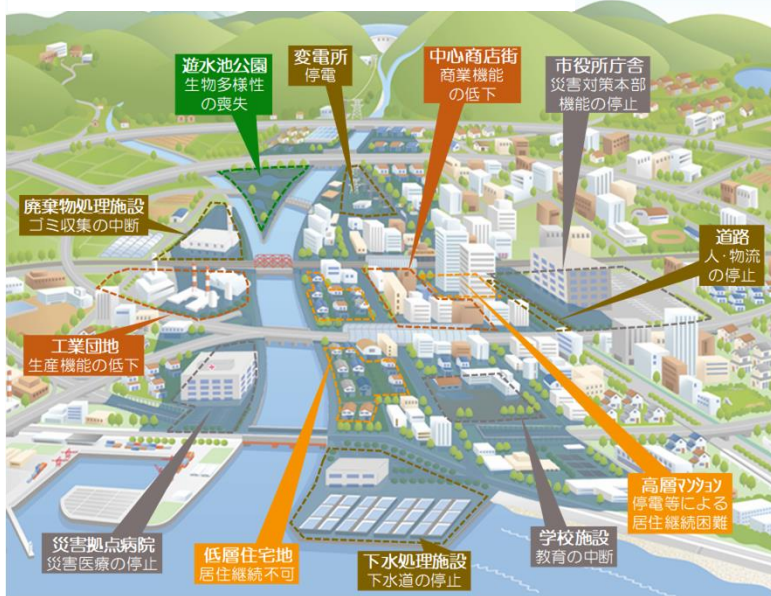 遊水池公園
生物多様性
の喪失
変電所
停電
中心商店街
商業機能
の低下
市役所庁舎
災害対策本部
機能の停止
廃棄物処理施設
ゴミ収集の中断
道路
人・物流
の停止
工業団地
生産機能の低下
高層マンション
停電等による
居住継続困難
災害拠点病院
災害医療の停止
低層住宅地
居住継続不可
下水処理施設
下水道の停止
学校施設
教育の中断